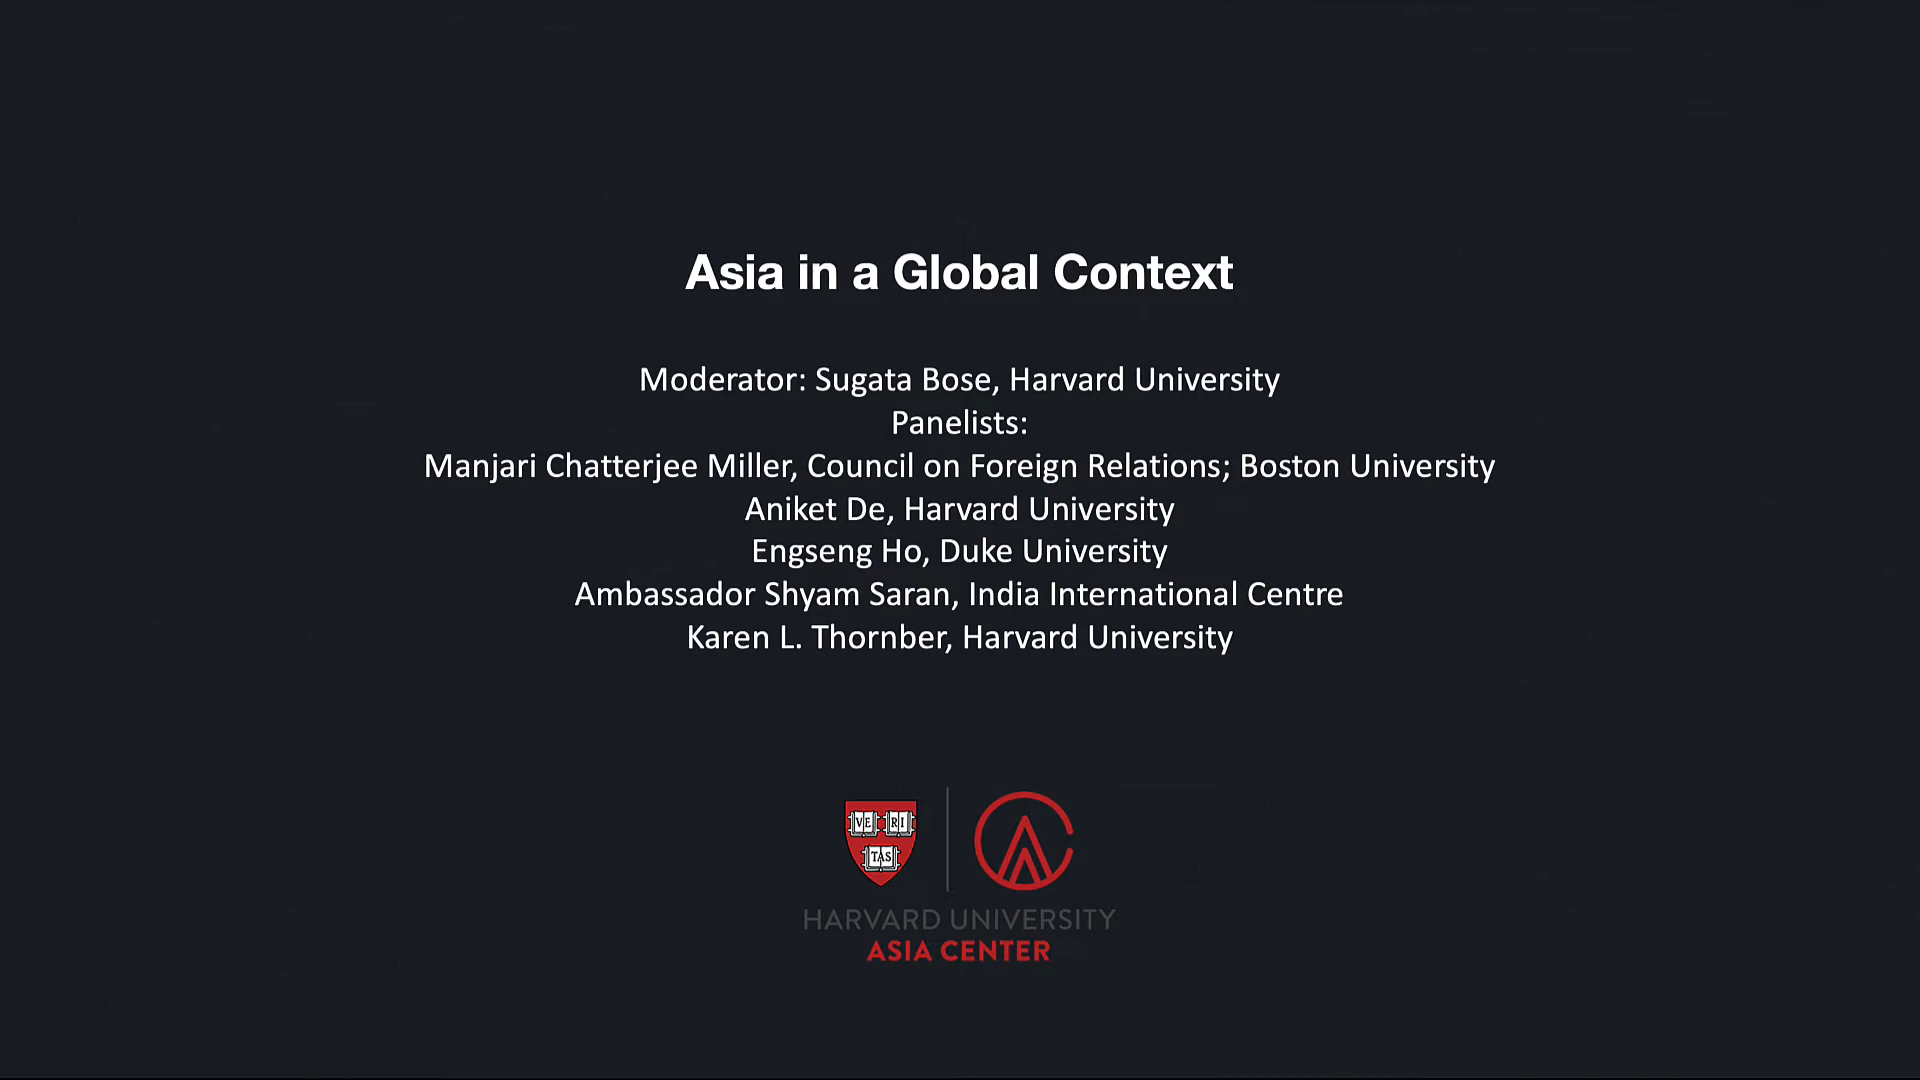 Asia in a Global Context
Moderator: Sugata Bose, Harvard University
Panelists:
Manjari Chatterjee Miller, Council on Foreign Relations; Boston University
Aniket De, Harvard University
Engseng Ho, Duke University
Ambassador Shyam Saran, India International Centre
Karen L. Thornber, Harvard University
VE RI
TAS
HARVARD UNIVERSITY
ASIA CENTER